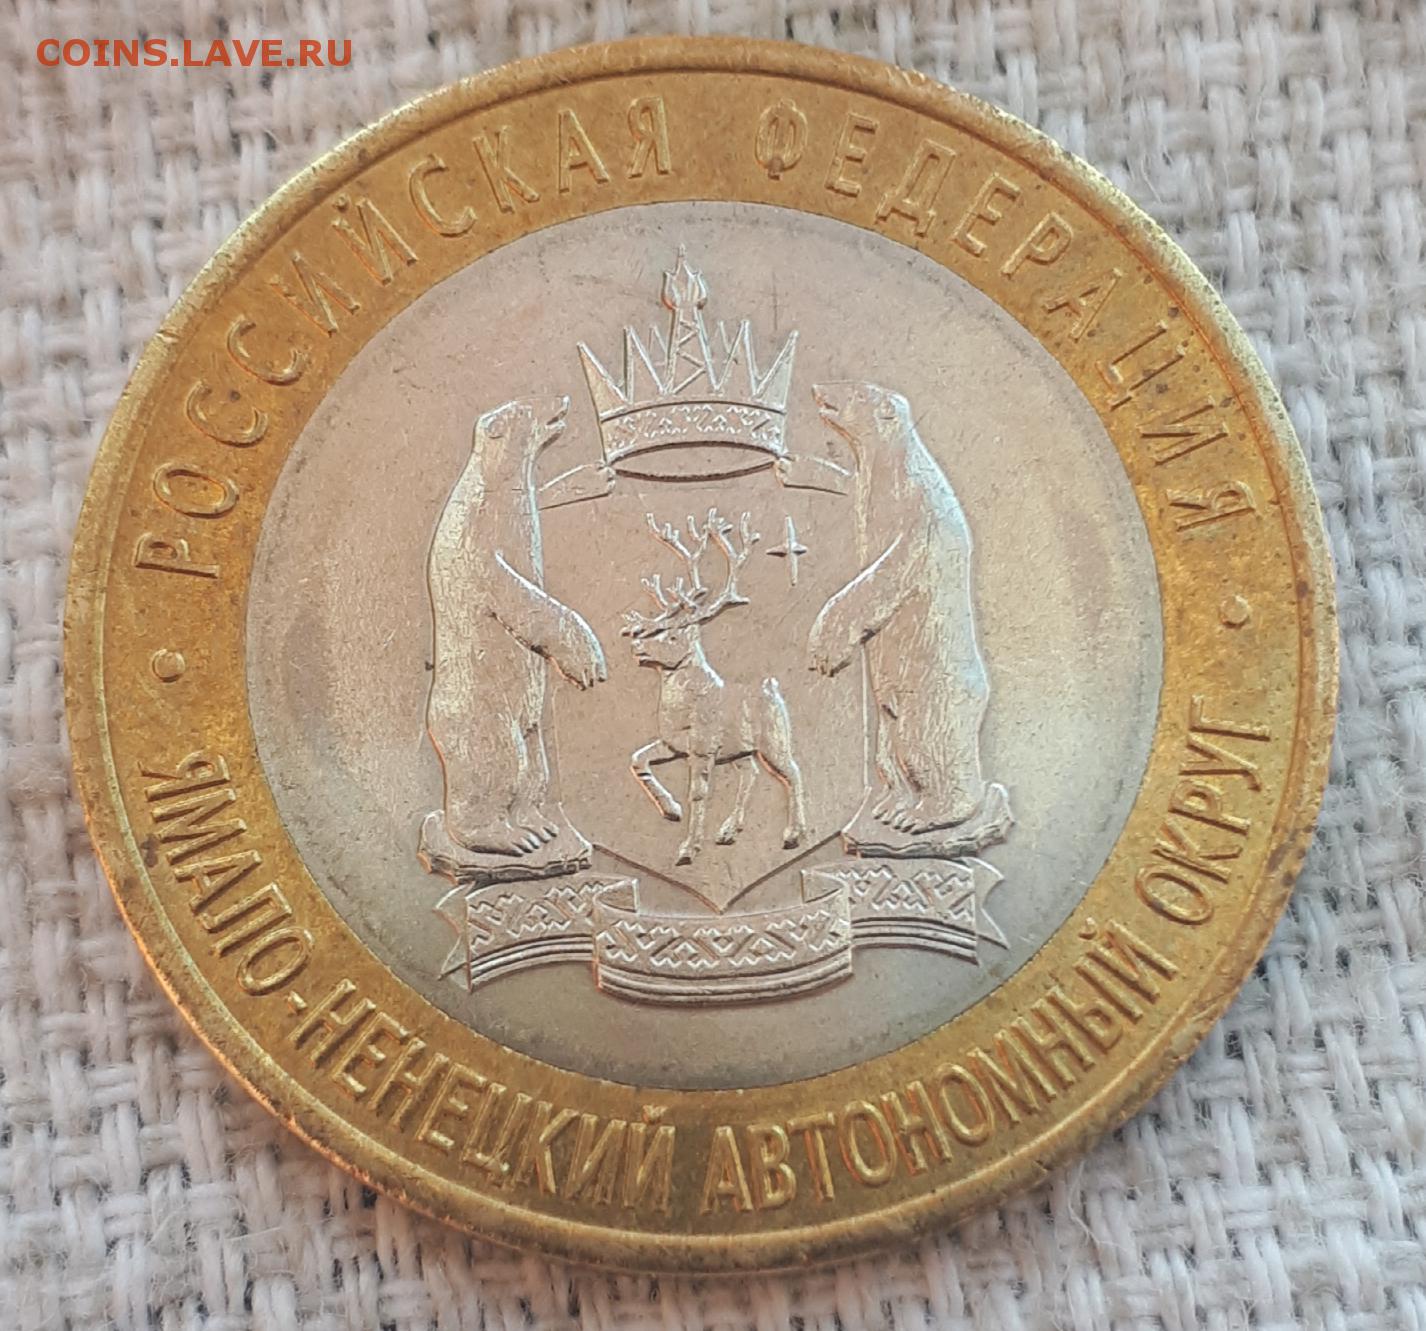 COINS.LAVE.RU
РОССИЙСКАЯ ФЕДЕРАЦИЯ
ЯМАЛО-НЕНЕЦКИЙ АВТОНОМНЫЙ ОКРУГ